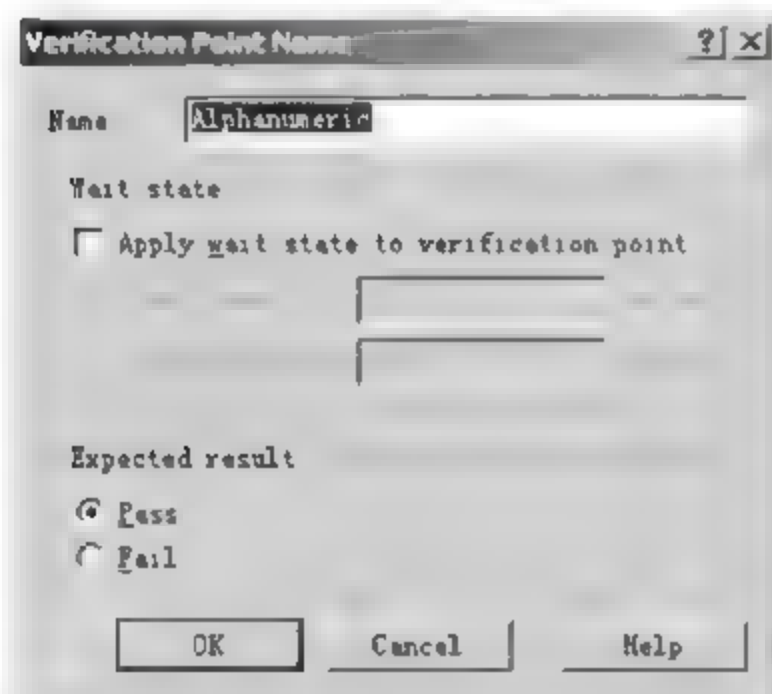 Verification Point Name
Name Alphanumeric
Wait state
Apply wait state to verification point
Expected result
Pass
Fail
OK Cancel Help